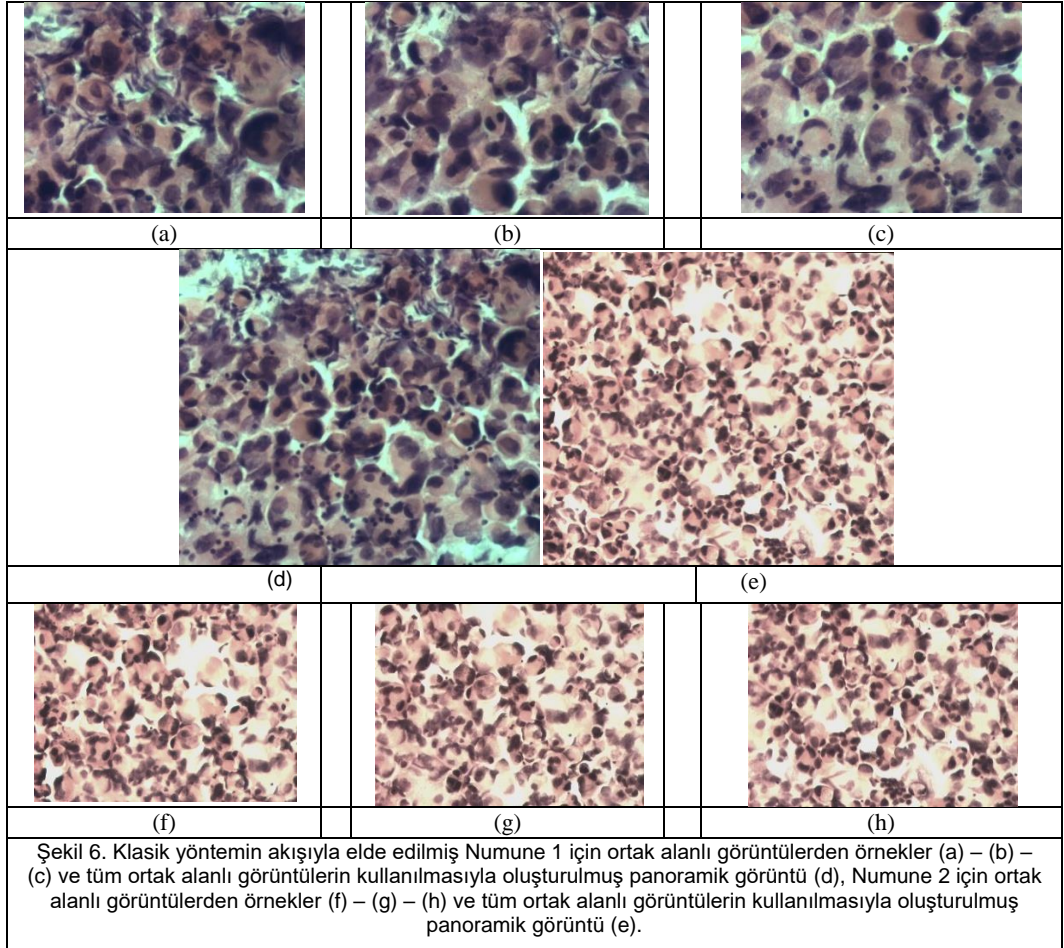 (a) (b) (c)
(d) (e)
(f) (g) (h)
Şekil 6. Klasik yöntemin akışıyla elde edilmiş Numune 1 için ortak alanlı görüntülerden örnekler (a) – (b) –
(c) ve tüm ortak alanlı görüntülerin kullanılmasıyla oluşturulmuş panoramik görüntü (d), Numune 2 için ortak
alanlı görüntülerden örnekler (f) – (g) – (h) ve tüm ortak alanlı görüntülerin kullanılmasıyla oluşturulmuş
panoramik görüntü (e).